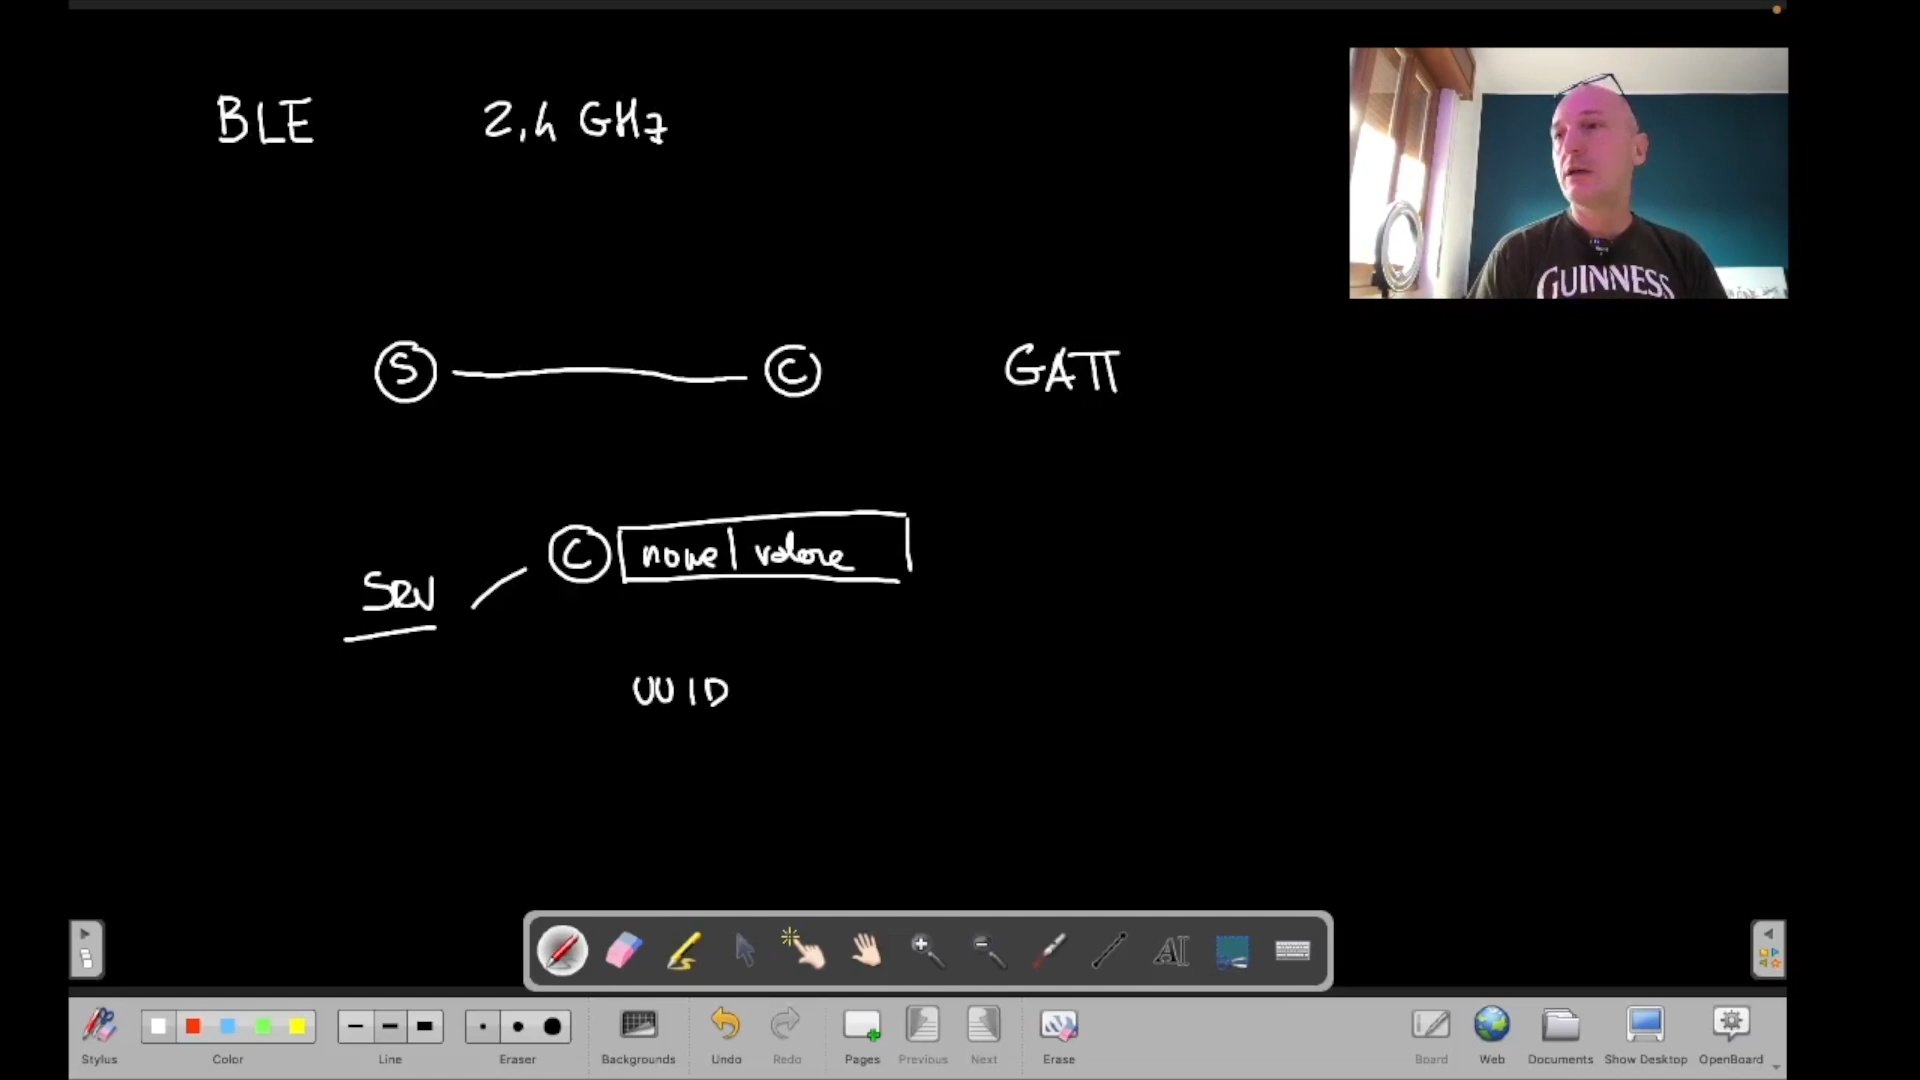 BLE 2,4 GHz
GUINNESS
S C GATT
C nome | valore
SRV
UUID
Stylus Color Line Eraser Backgrounds Undo Redo Pages Previous Next Erase Board Web Documents Show Desktop OpenBoard